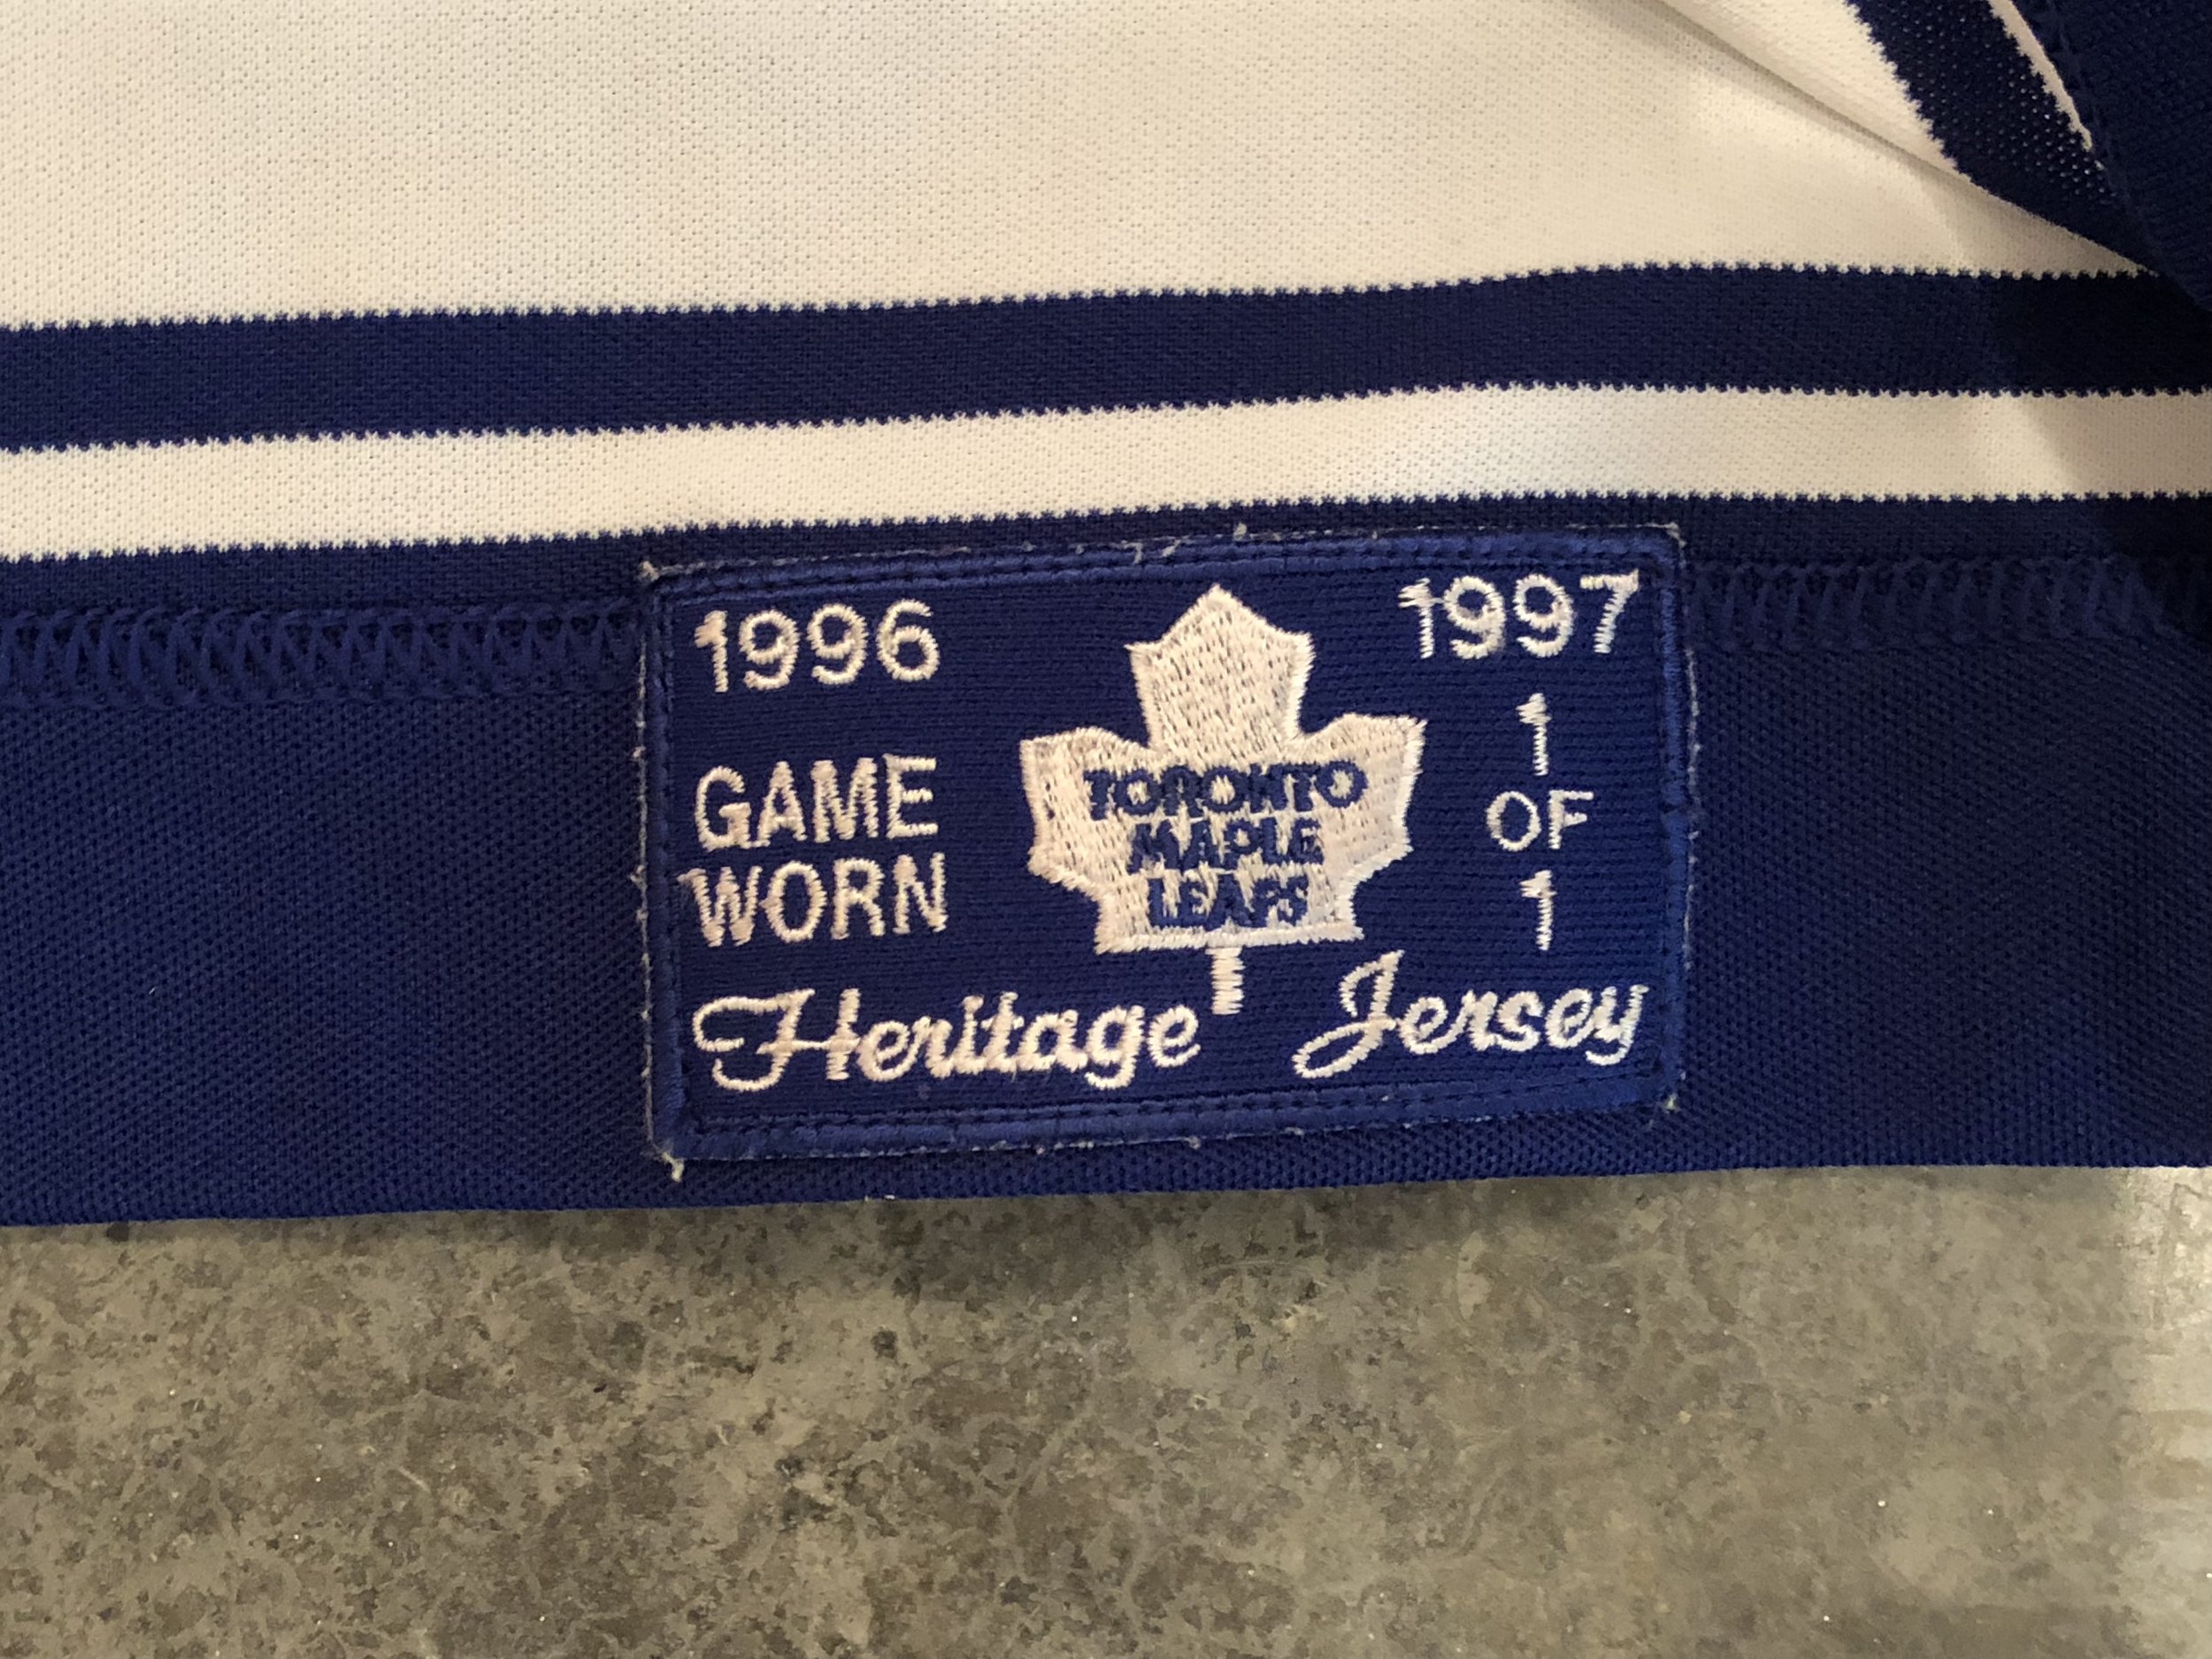 1996
1997
GAME
WORN
TORONTO
MAPLE
LEAFS
1
OF
1
Heritage Jersey